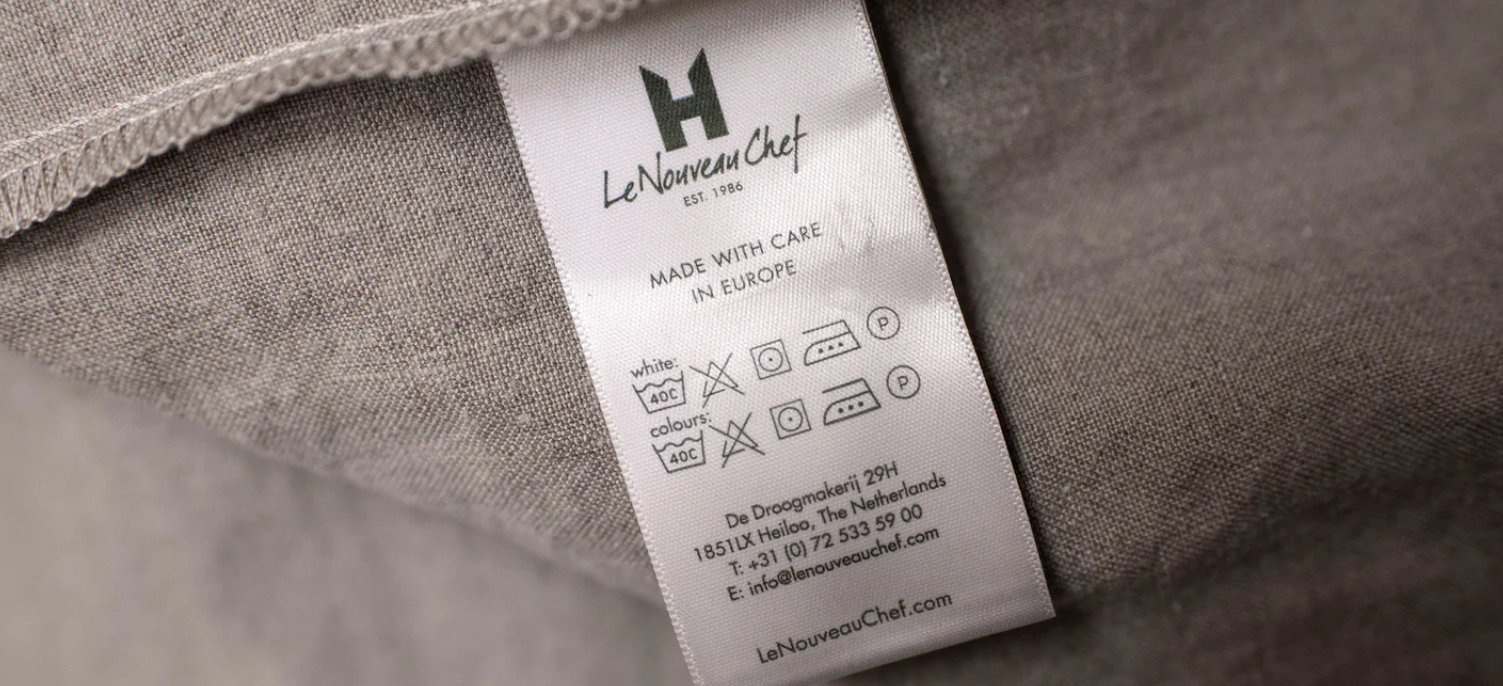 Le Nouveau Chef
EST. 1986
MADE WITH CARE
IN EUROPE
white:
40C
P
colours:
40C
P
De Droogmakerij 29H
1851LX Heiloo, The Netherlands
T: +31 (0) 72 533 59 00
E: info@lenouveauchef.com
LeNouveauChef.com